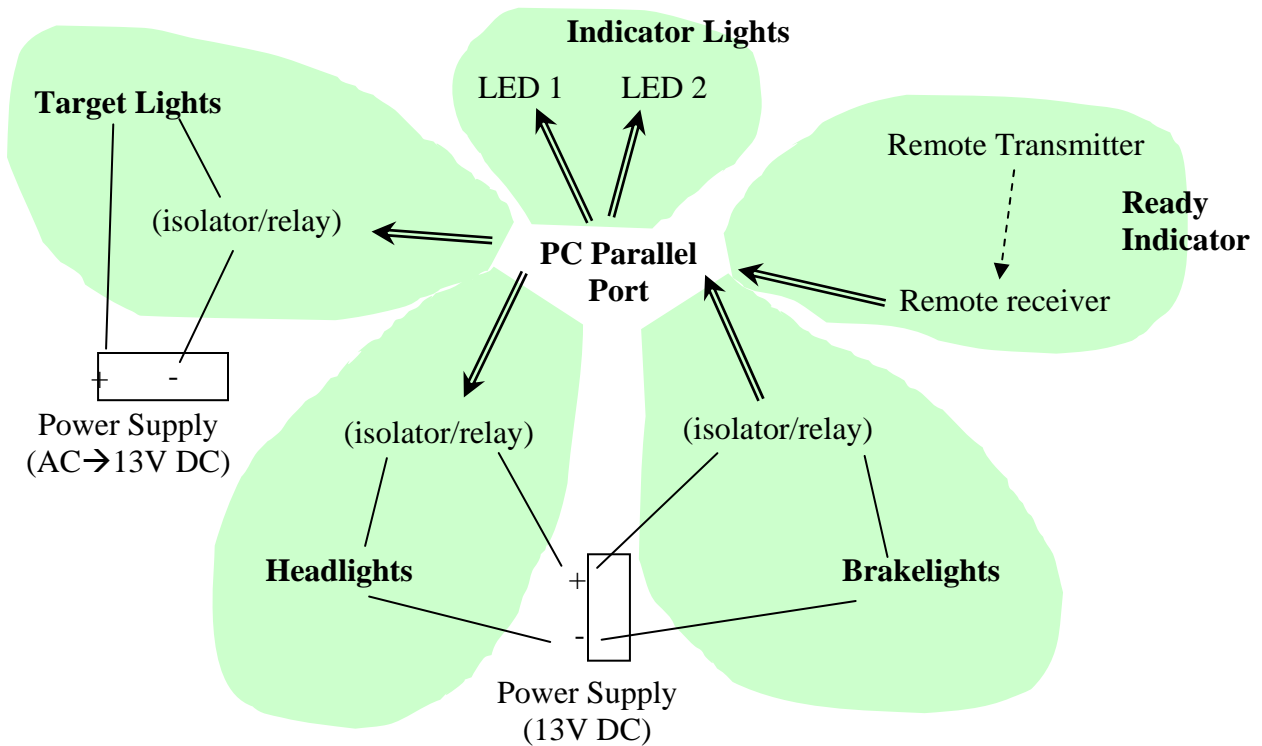 Indicator Lights
LED 1 LED 2
Target Lights
(isolator/relay)
+ -
Power Supply
(AC→13V DC)
Remote Transmitter
Ready
Indicator
Remote receiver
PC Parallel
Port
(isolator/relay)
Headlights
(isolator/relay)
Brakelights
+
-
Power Supply
(13V DC)